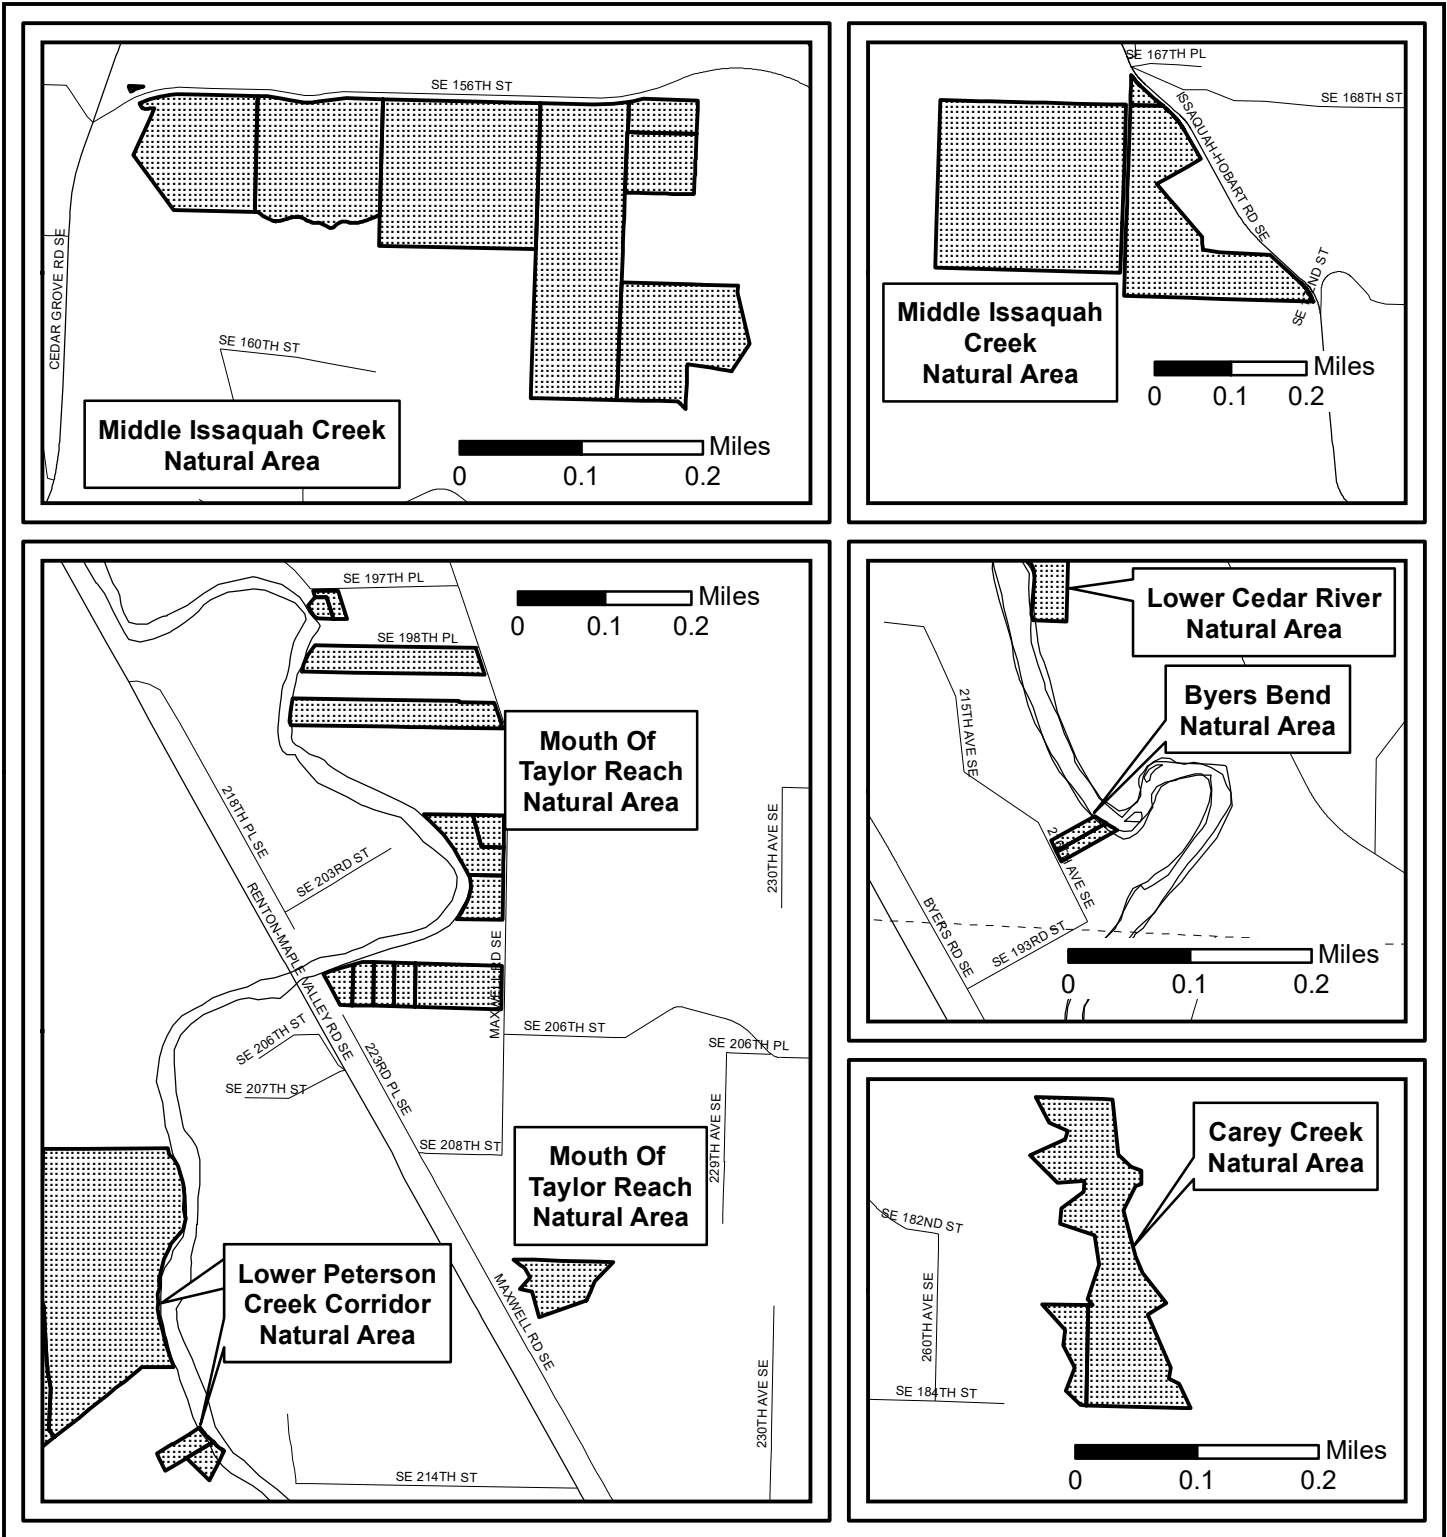 SE 156TH ST
CEDAR GROVE RD SE
SE 160TH ST
Middle Issaquah Creek
Natural Area
Miles
0 0.1 0.2
SE 167TH PL
SE 168TH ST
ISSAQUAH-HOBART RD SE
Middle Issaquah
Creek
Natural Area
Miles
0 0.1 0.2
SE 197TH PL
Miles
0 0.1 0.2
SE 198TH PL
Mouth Of
Taylor Reach
Natural Area
218TH PL SE
SE 203RD ST
230TH AVE SE
RENTON-MAPLE VALLEY RD SE
MAXWELL RD SE
SE 206TH ST
SE 206TH ST
SE 206TH PL
SE 207TH ST
223RD PL SE
SE 208TH ST
229TH AVE SE
Mouth Of
Taylor Reach
Natural Area
Lower Peterson
Creek Corridor
Natural Area
MAXWELL RD SE
230TH AVE SE
SE 214TH ST
Lower Cedar River
Natural Area
Byers Bend
Natural Area
215TH AVE SE
AVE SE
BYERS RD SE
SE 193RD ST
Miles
0 0.1 0.2
Carey Creek
Natural Area
SE 182ND ST
260TH AVE SE
SE 184TH ST
Miles
0 0.1 0.2